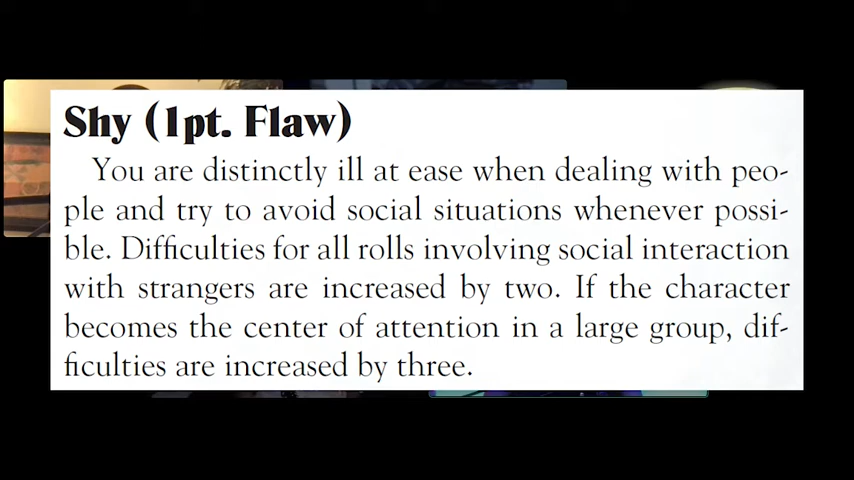 Shy (1pt. Flaw)
You are distinctly ill at ease when dealing with peo-
ple and try to avoid social situations whenever possi-
ble. Difficulties for all rolls involving social interaction
with strangers are increased by two. If the character
becomes the center of attention in a large group, dif-
ficulties are increased by three.